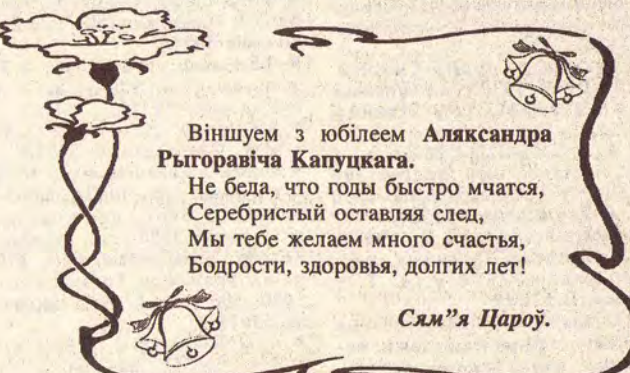 Віншуем з юбілеем Аляксандра
Рыгоравіча Капуцкага.
Не беда, что годы быстро мчатся,
Серебристый оставляя след,
Мы тебе желаем много счастья,
Бодрости, здоровья, долгих лет!
Сям"я Цароў.